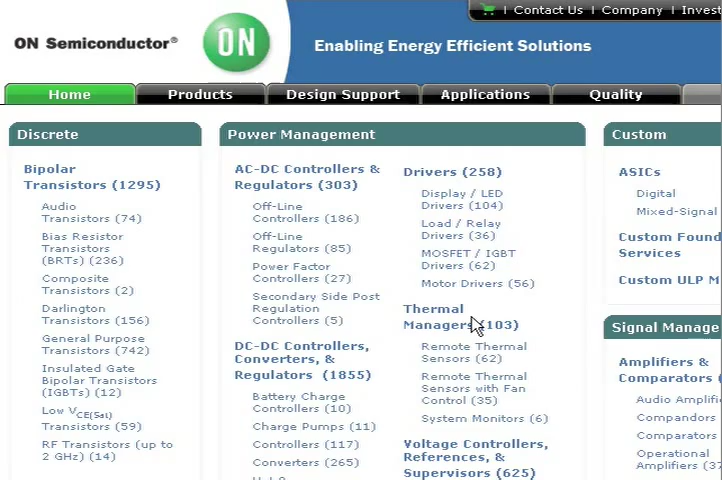 Contact Us | Company | Invest
ON Semiconductor®
ON
Enabling Energy Efficient Solutions
Home
Products
Design Support
Applications
Quality
Discrete
Bipolar
Transistors (1295)
Audio
Transistors (74)
Bias Resistor
Transistors
(BRTs) (236)
Composite
Transistors (2)
Darlington
Transistors (156)
General Purpose
Transistors (742)
Insulated Gate
Bipolar Transistors
(IGBTs) (12)
Low VCE(Sat)
Transistors (59)
RF Transistors (up to
2 GHz) (14)
Power Management
AC-DC Controllers &
Regulators (303)
Off-Line
Controllers (186)
Off-Line
Regulators (85)
Power Factor
Controllers (27)
Secondary Side Post
Regulation
Controllers (5)
DC-DC Controllers,
Converters, &
Regulators (1855)
Battery Charge
Controllers (10)
Charge Pumps (11)
Controllers (117)
Converters (265)
Drivers (258)
Display / LED
Drivers (104)
Load / Relay
Drivers (36)
MOSFET / IGBT
Drivers (62)
Motor Drivers (56)
Thermal
Managers (103)
Remote Thermal
Sensors (62)
Remote Thermal
Sensors with Fan
Control (35)
System Monitors (6)
Voltage Controllers,
References, &
Supervisors (625)
Custom
ASICs
Digital
Mixed-Signal
Custom Found
Services
Custom ULP M
Signal Manage
Amplifiers &
Comparators (
Audio Amplifi
Compandors
Comparators
Operational
Amplifiers (37